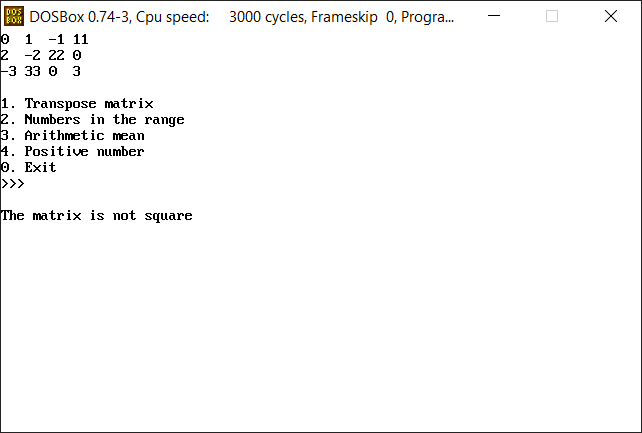 DOS BOX DOSBox 0.74-3, Cpu speed: 3000 cycles, Frameskip 0, Progra...
0 1 -1 11
2 -2 22 0
-3 33 0 3
1. Transpose matrix
2. Numbers in the range
3. Arithmetic mean
4. Positive number
0. Exit
>>>
The matrix is not square